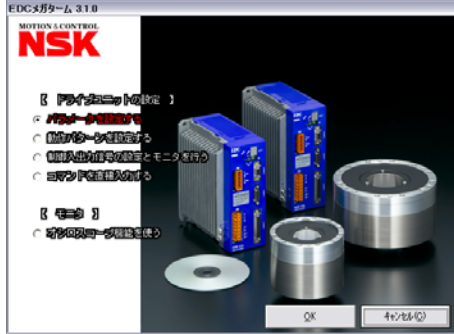 EDCメガターム 3.1.0
MOTION & CONTROL
NSK
【 ドライブユニットの設定 】
パラメータを設定する
動作パターンを設定する
制御入出力信号の設定とモニタを行う
コマンドを直接入力する
【 モニタ 】
オシロスコープ機能を使う
OK
キャンセル(C)